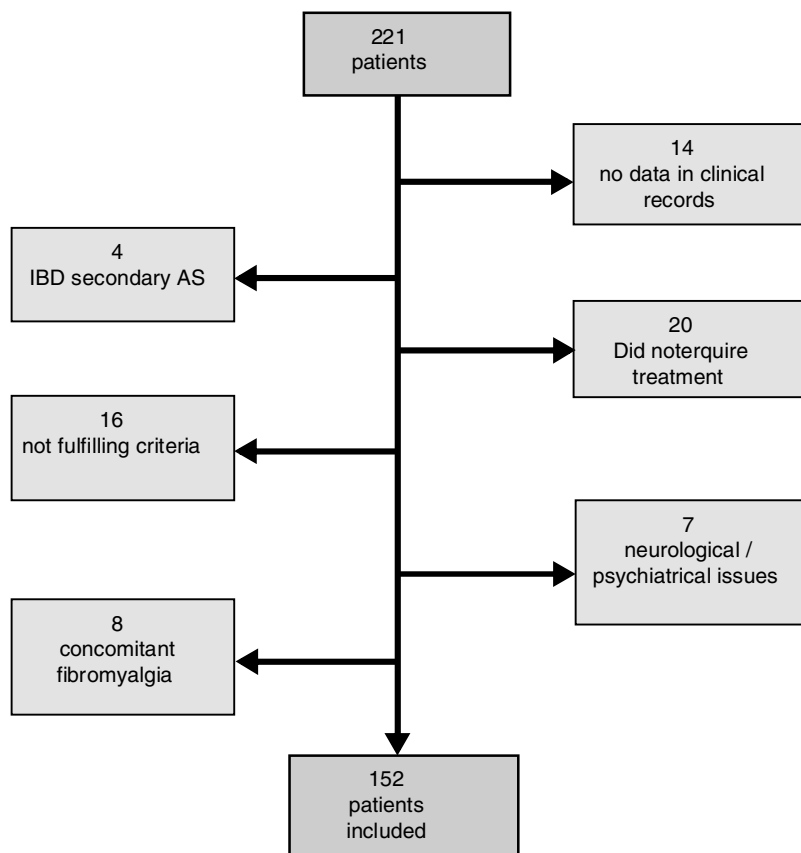 221
patients
14
no data in clinical
records
4
IBD secondary AS
20
Did noterquire
treatment
16
not fulfilling criteria
7
neurological /
psychiatrical issues
8
concomitant
fibromyalgia
152
patients
included